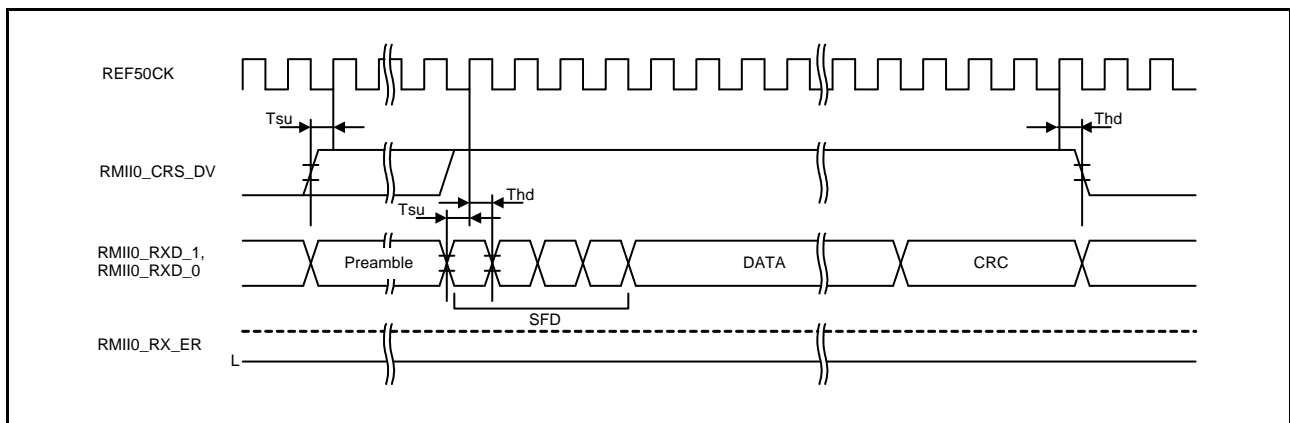 REF50CK
Tsu
Thd
RMII0_CRS_DV
Tsu
Thd
RMII0_RXD_1,
RMII0_RXD_0
Preamble
DATA
CRC
SFD
RMII0_RX_ER
L